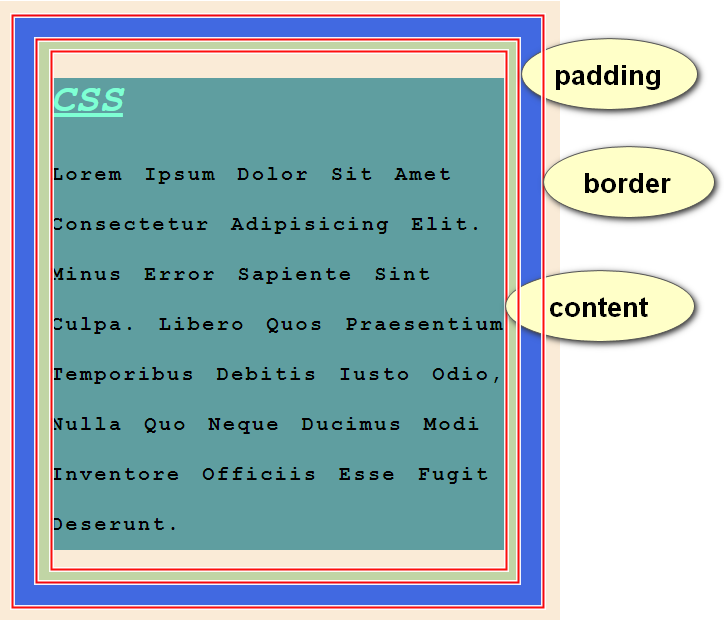 CSS
padding
Lorem Ipsum Dolor Sit Amet
border
Consectetur Adipisicing Elit.
Minus Error Sapiente Sint
content
Culpa. Libero Quos Praesentium
Temporibus Debitis Iusto Odio,
Nulla Quo Neque Ducimus Modi
Inventore Officiis Esse Fugit
Deserunt.